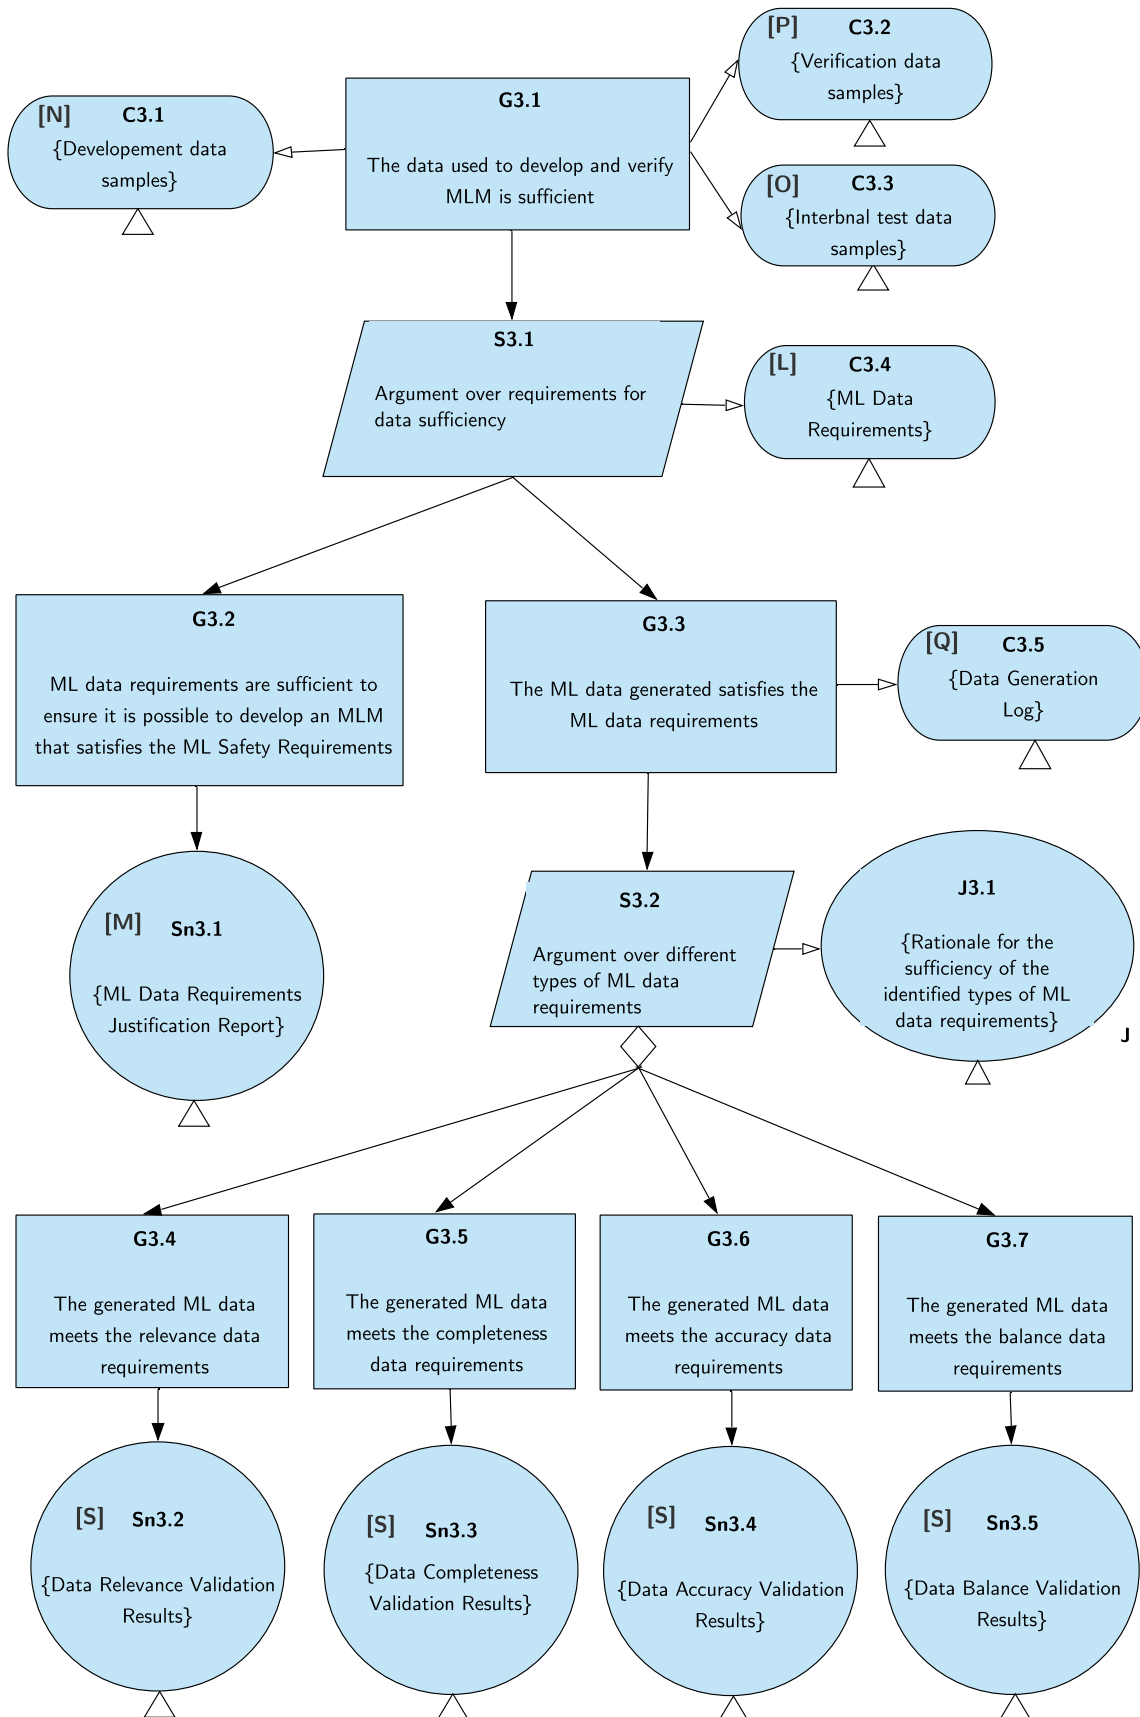 [P] C3.2
{Verification data
samples}
[N] C3.1
{Developement data
samples}
G3.1
The data used to develop and verify
MLM is sufficient
[O] C3.3
{Interbnal test data
samples}
S3.1
Argument over requirements for
data sufficiency
[L] C3.4
{ML Data
Requirements}
G3.2
ML data requirements are sufficient to
ensure it is possible to develop an MLM
that satisfies the ML Safety Requirements
G3.3
The ML data generated satisfies the
ML data requirements
[Q] C3.5
{Data Generation
Log}
[M] Sn3.1
{ML Data Requirements
Justification Report}
S3.2
Argument over different
types of ML data
requirements
J3.1
{Rationale for the
sufficiency of the
identified types of ML
data requirements}
J
G3.4
The generated ML data
meets the relevance data
requirements
G3.5
The generated ML data
meets the completeness
data requirements
G3.6
The generated ML data
meets the accuracy data
requirements
G3.7
The generated ML data
meets the balance data
requirements
[S] Sn3.2
{Data Relevance Validation
Results}
[S] Sn3.3
{Data Completeness
Validation Results}
[S] Sn3.4
{Data Accuracy Validation
Results}
[S] Sn3.5
{Data Balance Validation
Results}